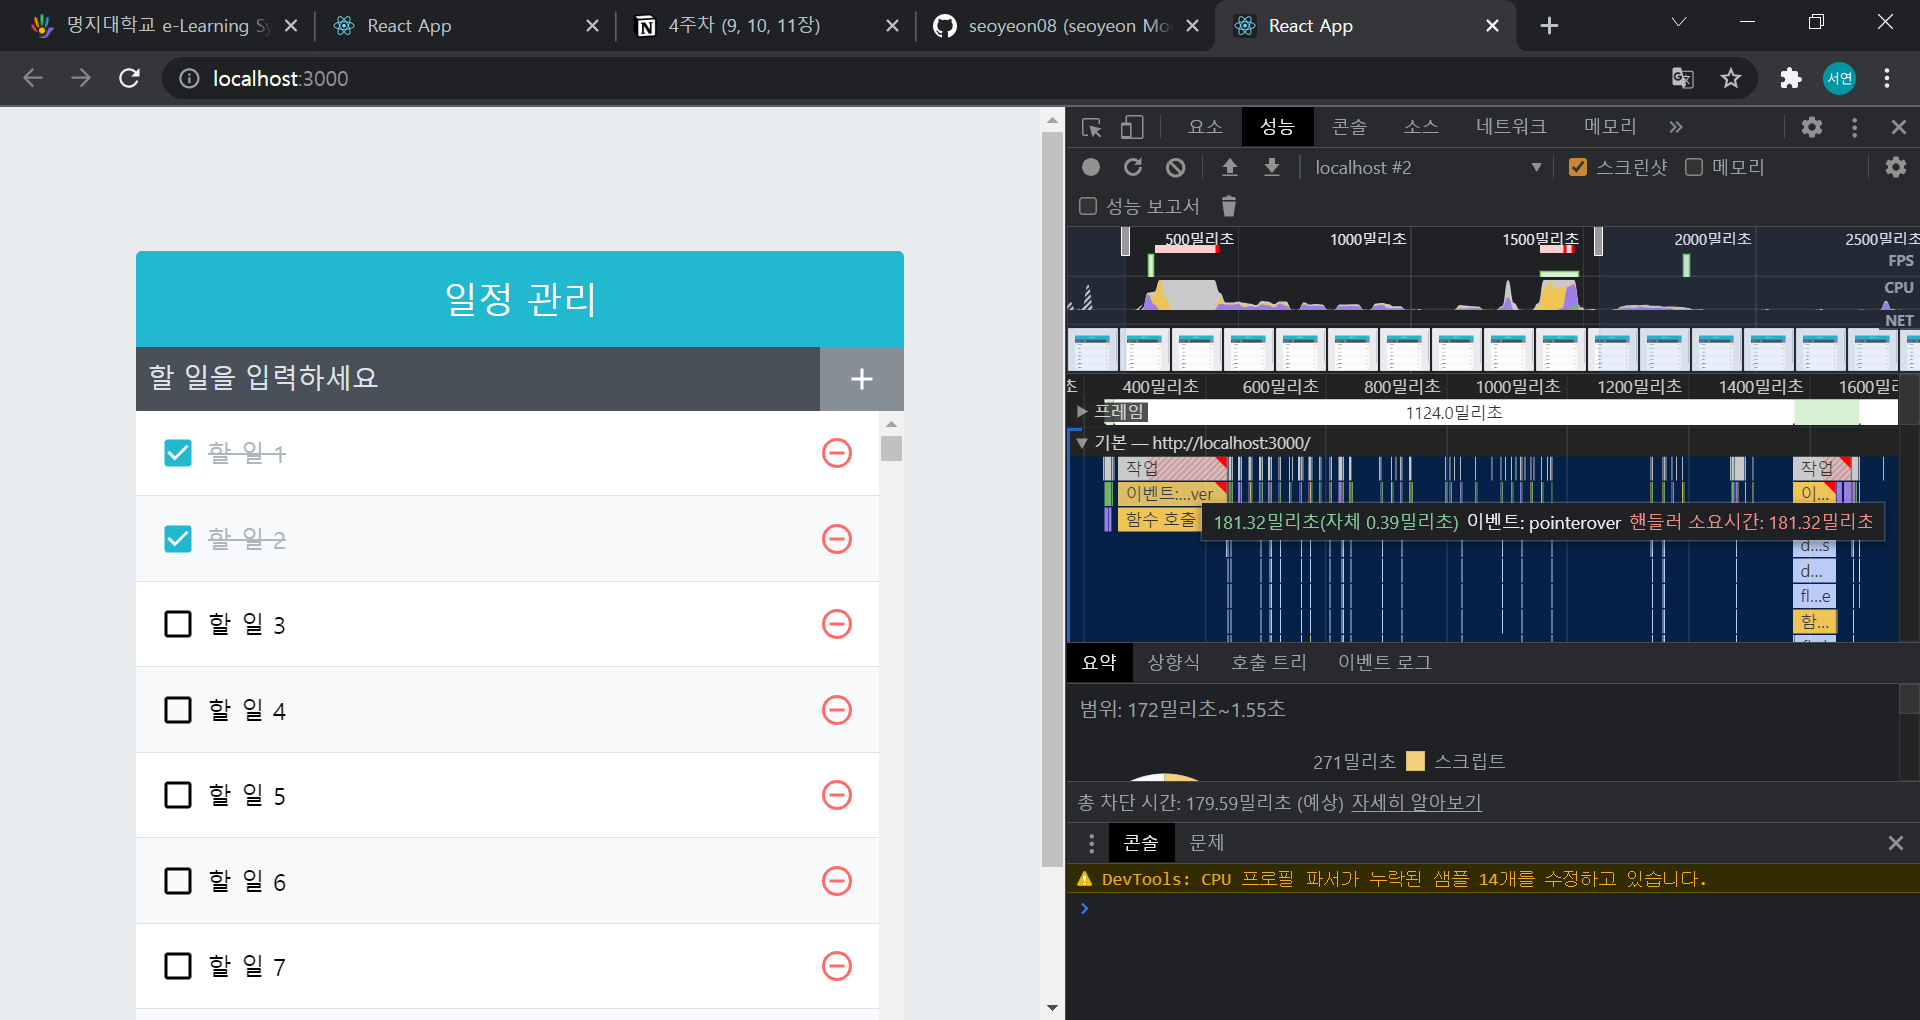 명지대학교 e-Learning Sy
React App
4주차 (9, 10, 11장)
seoyeon08 (seoyeon Mo
React App
localhost:3000
서연
일정 관리
할 일을 입력하세요
할 일 1
할 일 2
할 일 3
할 일 4
할 일 5
할 일 6
할 일 7
요소 성능 콘솔 소스 네트워크 메모리
localhost #2 스크린샷 메모리
성능 보고서
500밀리초 1000밀리초 1500밀리초 2000밀리초 2500밀리초
FPS
CPU
NET
초 400밀리초 600밀리초 800밀리초 1000밀리초 1200밀리초 1400밀리초 1600밀리
프레임 1124.0밀리초
기본 — http://localhost:3000/
작업 작업
이벤트:...ver 이...
함수 호출
181.32밀리초(자체 0.39밀리초) 이벤트: pointerover 핸들러 소요시간: 181.32밀리초
d...s
d...
fl...e
함...
요약 상향식 호출 트리 이벤트 로그
범위: 172밀리초~1.55초
271밀리초 스크립트
총 차단 시간: 179.59밀리초 (예상) 자세히 알아보기
콘솔 문제
DevTools: CPU 프로필 파서가 누락된 샘플 14개를 수정하고 있습니다.